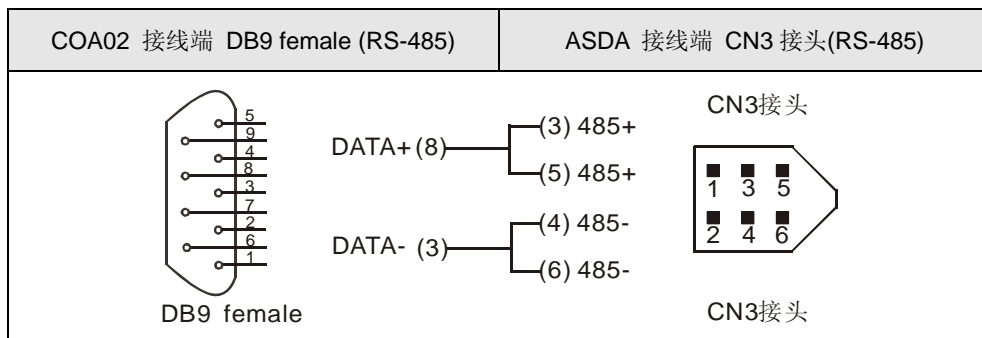 COA02 接线端 DB9 female (RS-485)
ASDA 接线端 CN3 接头(RS-485)
5
9
4
8
3
7
2
6
1
DB9 female
DATA+ (8)
(3) 485+
(5) 485+
DATA- (3)
(4) 485-
(6) 485-
CN3接头
1 3 5
2 4 6
CN3接头